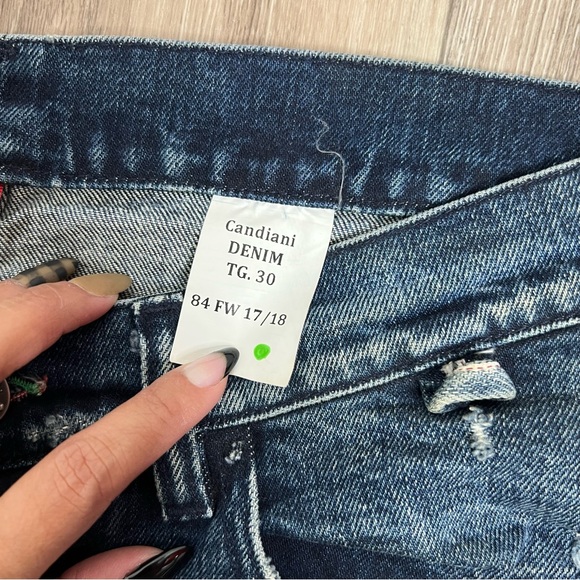 Candiani
DENIM
TG. 30
84 FW 17/18